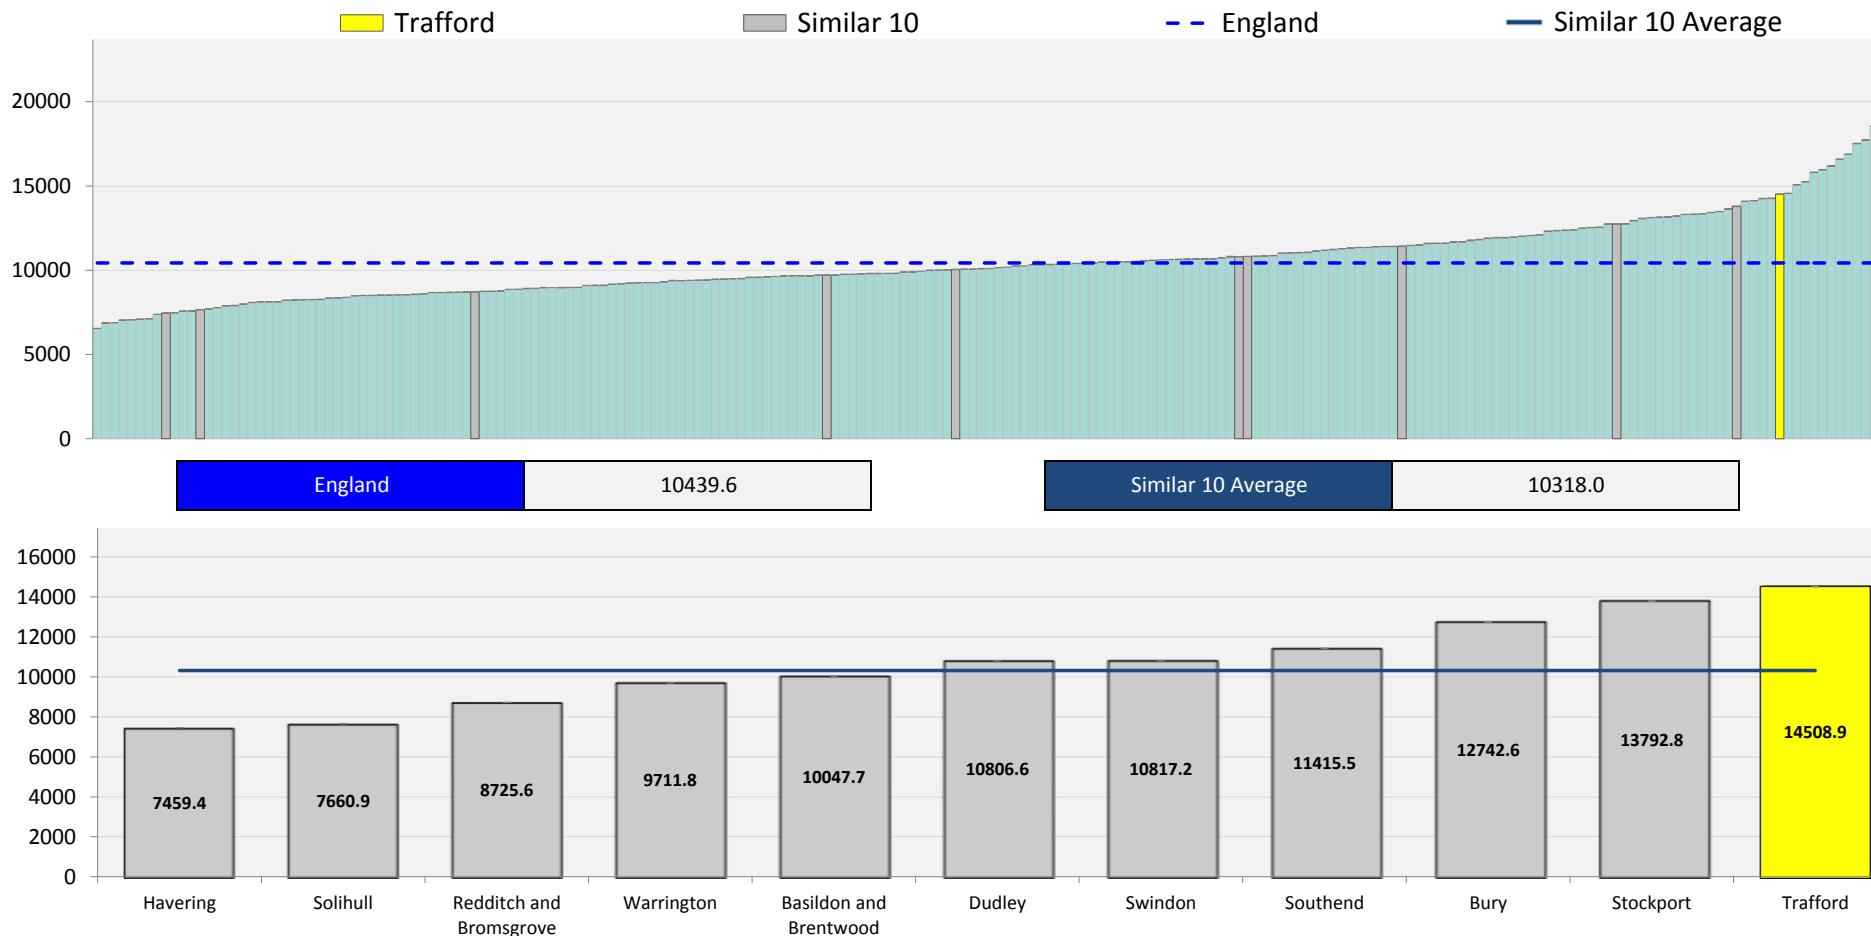 Trafford Similar 10 England Similar 10 Average
20000
15000
10000
5000
0
England 10439.6 Similar 10 Average 10318.0
16000
14000
12000
10000
8000
6000
4000
2000
0
7459.4 7660.9 8725.6 9711.8 10047.7 10806.6 10817.2 11415.5 12742.6 13792.8 14508.9
Havering Solihull Redditch and Warrington Basildon and Dudley Swindon Southend Bury Stockport Trafford
Bromsgrove Brentwood